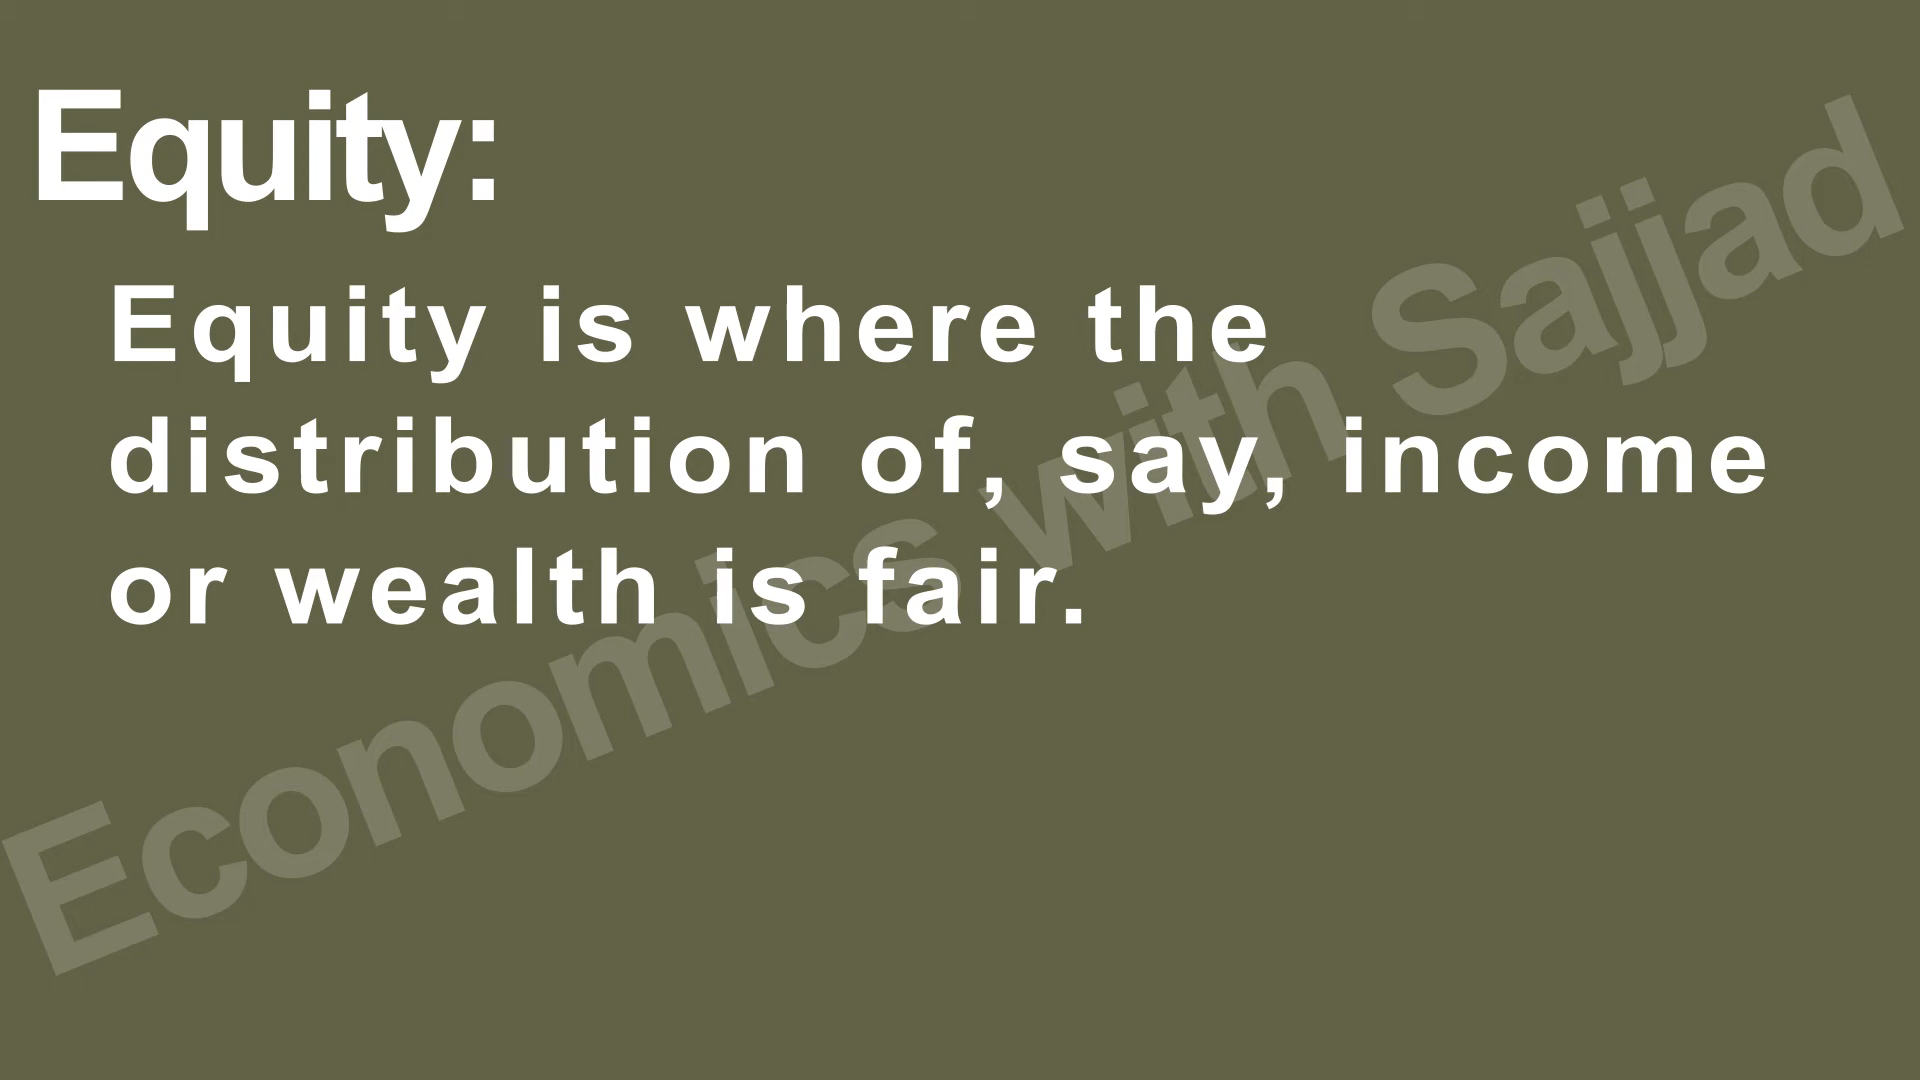 Equity:
Equity is where the
distribution of, say, income
or wealth is fair.
Economics with Sajjad